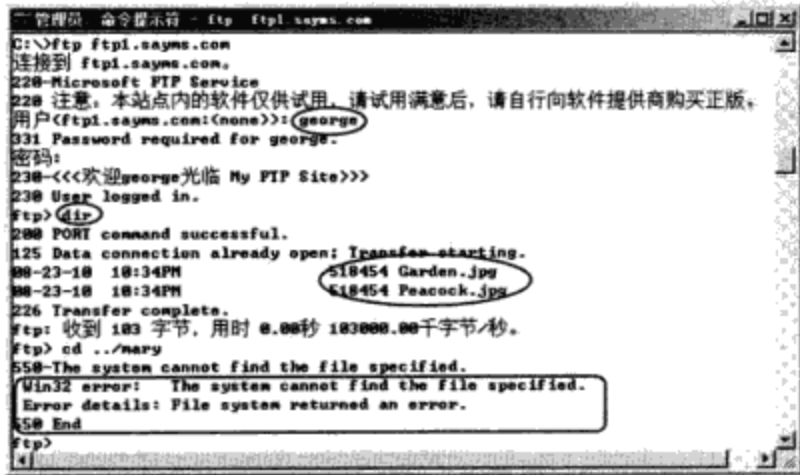 管理员: 命令提示符 - ftp ftp1.sayms.com
C:\>ftp ftp1.sayms.com
连接到 ftp1.sayms.com。
220-Microsoft FTP Service
220 注意，本站点内的软件仅供试用，请试用满意后，请自行向软件提供商购买正版。
用户(ftp1.sayms.com:(none)): george
331 Password required for george.
密码:
230-<<<欢迎george光临 My FTP Site>>>
230 User logged in.
ftp> dir
200 PORT command successful.
125 Data connection already open; Transfer starting.
08-23-10 10:34PM 518454 Garden.jpg
08-23-10 10:34PM 518454 Peacock.jpg
226 Transfer complete.
ftp: 收到 103 字节，用时 0.00秒 103000.00千字节/秒。
ftp> cd ../mary
550-The system cannot find the file specified.
Win32 error: The system cannot find the file specified.
Error details: File system returned an error.
550 End
ftp>